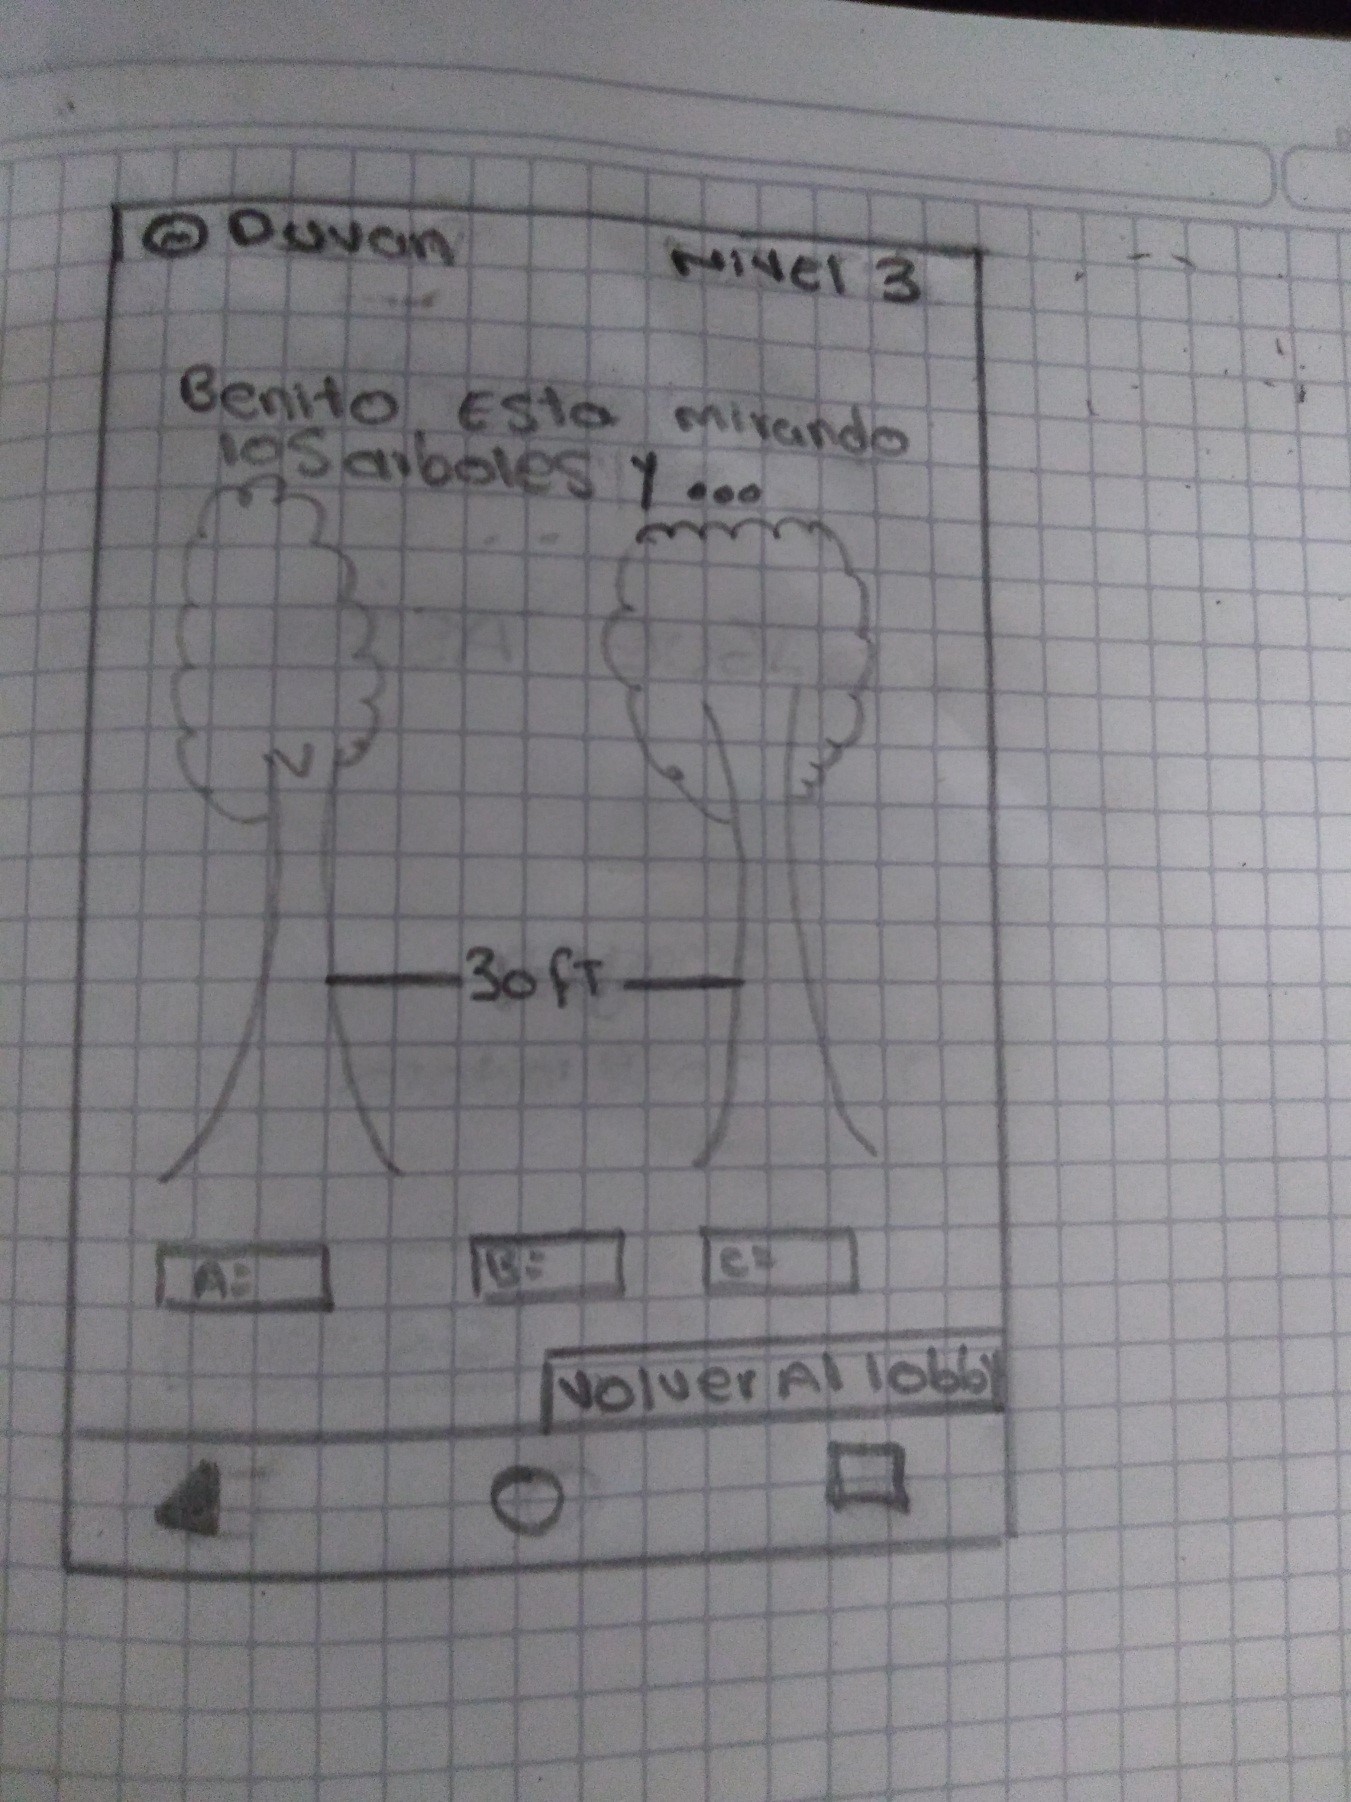 Duvan Nivel 3
Benito Esta mirando
los arboles y ...
30 ft
A= B= C=
Volver Al lobby